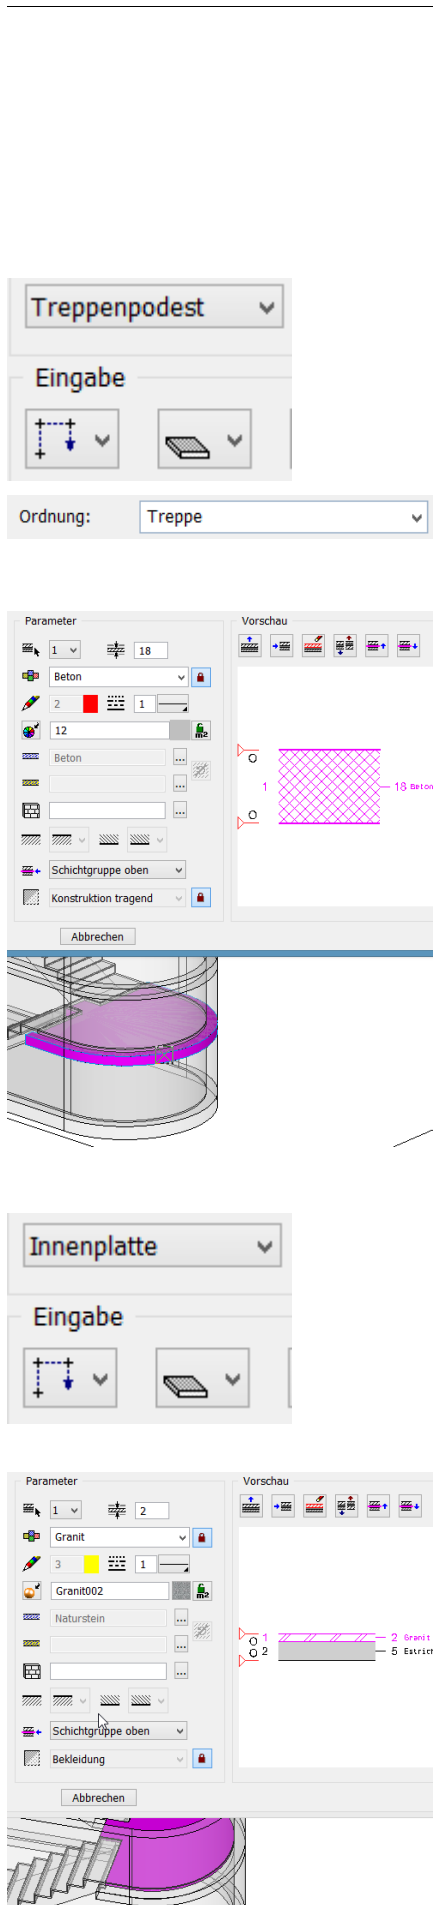 Treppenpodest
Eingabe
Ordnung: Treppe
Parameter Vorschau
1 18
Beton
2 1
12 m2
Beton ...
...
...
Schichtgruppe oben
Konstruktion tragend
O
1 18 Beton
O
Abbrechen
Innenplatte
Eingabe
Parameter Vorschau
1 2
Granit
3 1
Granit002 m2
Naturstein ...
...
...
Schichtgruppe oben
Bekleidung
O 1 2 Granit
O 2 5 Estrich
Abbrechen